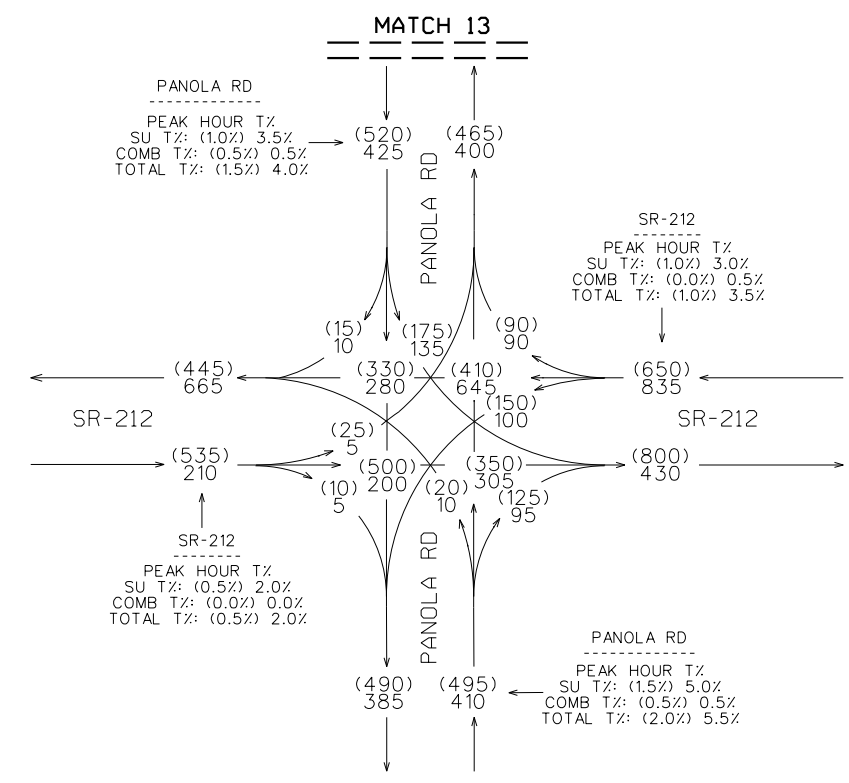 MATCH 13
PANOLA RD
PEAK HOUR T%
SU T%: (1.0%) 3.5%
COMB T%: (0.5%) 0.5%
TOTAL T%: (1.5%) 4.0%
(520)
425
(465)
400
PANOLA RD
SR-212
PEAK HOUR T%
SU T%: (1.0%) 3.0%
COMB T%: (0.0%) 0.5%
TOTAL T%: (1.0%) 3.5%
(15)
10
(175)
135
(90)
90
(445)
665
(330)
280
(410)
645
(650)
835
(150)
100
SR-212
SR-212
(25)
5
(535)
210
(500)
200
(350)
305
(800)
430
(10)
5
(20)
10
(125)
95
SR-212
PEAK HOUR T%
SU T%: (0.5%) 2.0%
COMB T%: (0.0%) 0.0%
TOTAL T%: (0.5%) 2.0%
PANOLA RD
(490)
385
(495)
410
PANOLA RD
PEAK HOUR T%
SU T%: (1.5%) 5.0%
COMB T%: (0.5%) 0.5%
TOTAL T%: (2.0%) 5.5%